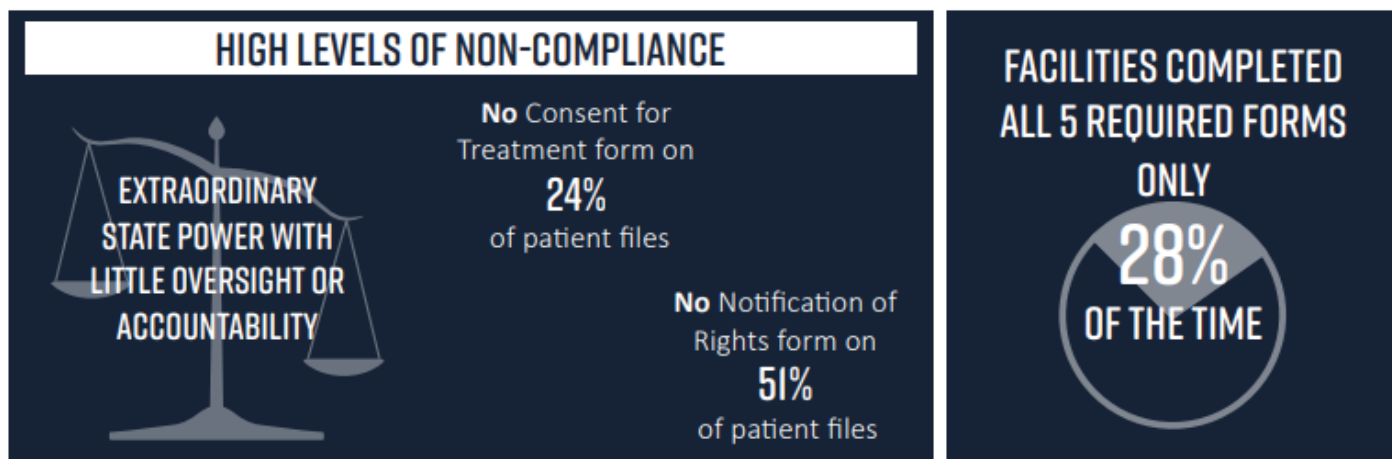 HIGH LEVELS OF NON-COMPLIANCE
EXTRAORDINARY
STATE POWER WITH
LITTLE OVERSIGHT OR
ACCOUNTABILITY
No Consent for
Treatment form on
24%
of patient files
No Notification of
Rights form on
51%
of patient files
FACILITIES COMPLETED
ALL 5 REQUIRED FORMS
ONLY
28%
OF THE TIME